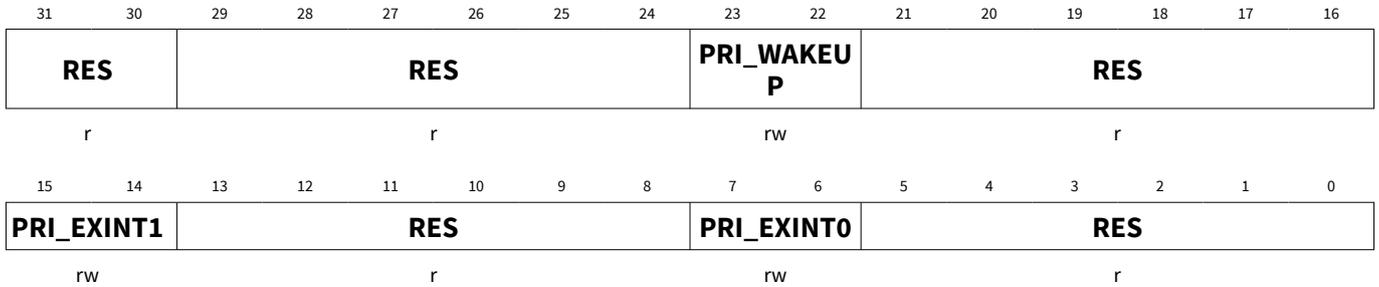 31 30 29 28 27 26 25 24 23 22 21 20 19 18 17 16
RES RES PRI_WAKEU RES
P
r r rw r
15 14 13 12 11 10 9 8 7 6 5 4 3 2 1 0
PRI_EXINT1 RES PRI_EXINT0 RES
rw r rw r